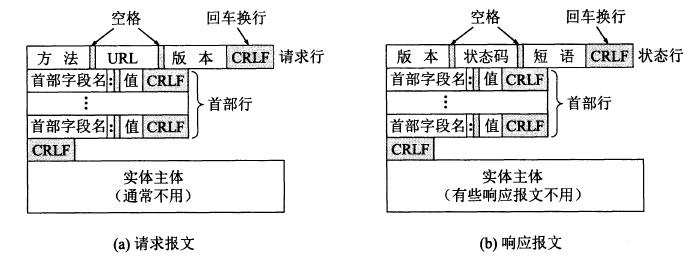 空格 回车换行
方 法 URL 版 本 CRLF 请求行
首部字段名: 值 CRLF
⋮ 首部行
首部字段名: 值 CRLF
CRLF
实体主体
(通常不用)
(a) 请求报文
空格 回车换行
版 本 状态码 短 语 CRLF 状态行
首部字段名: 值 CRLF
⋮ 首部行
首部字段名: 值 CRLF
CRLF
实体主体
(有些响应报文不用)
(b) 响应报文